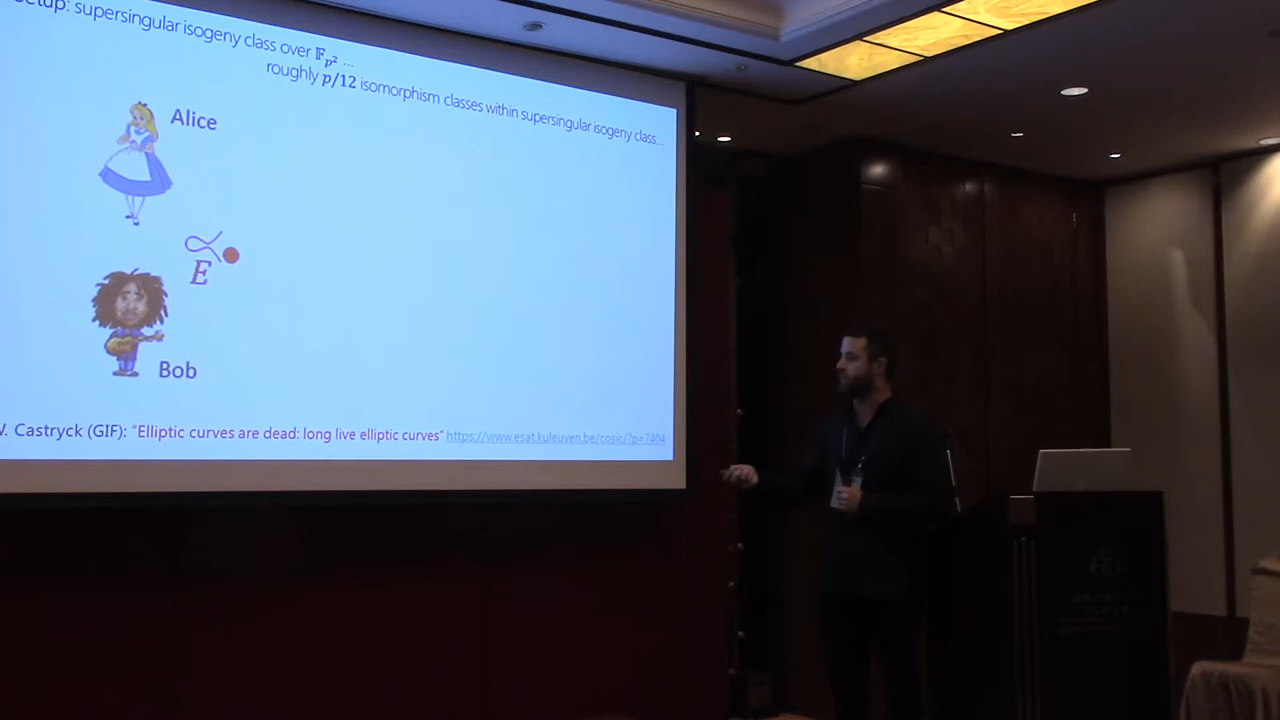 etup: supersingular isogeny class over 𝔽p² ...
roughly p/12 isomorphism classes within supersingular isogeny class...
Alice
E
Bob
W. Castryck (GIF): "Elliptic curves are dead: long live elliptic curves" https://www.esat.kuleuven.be/cosic/?p=7404